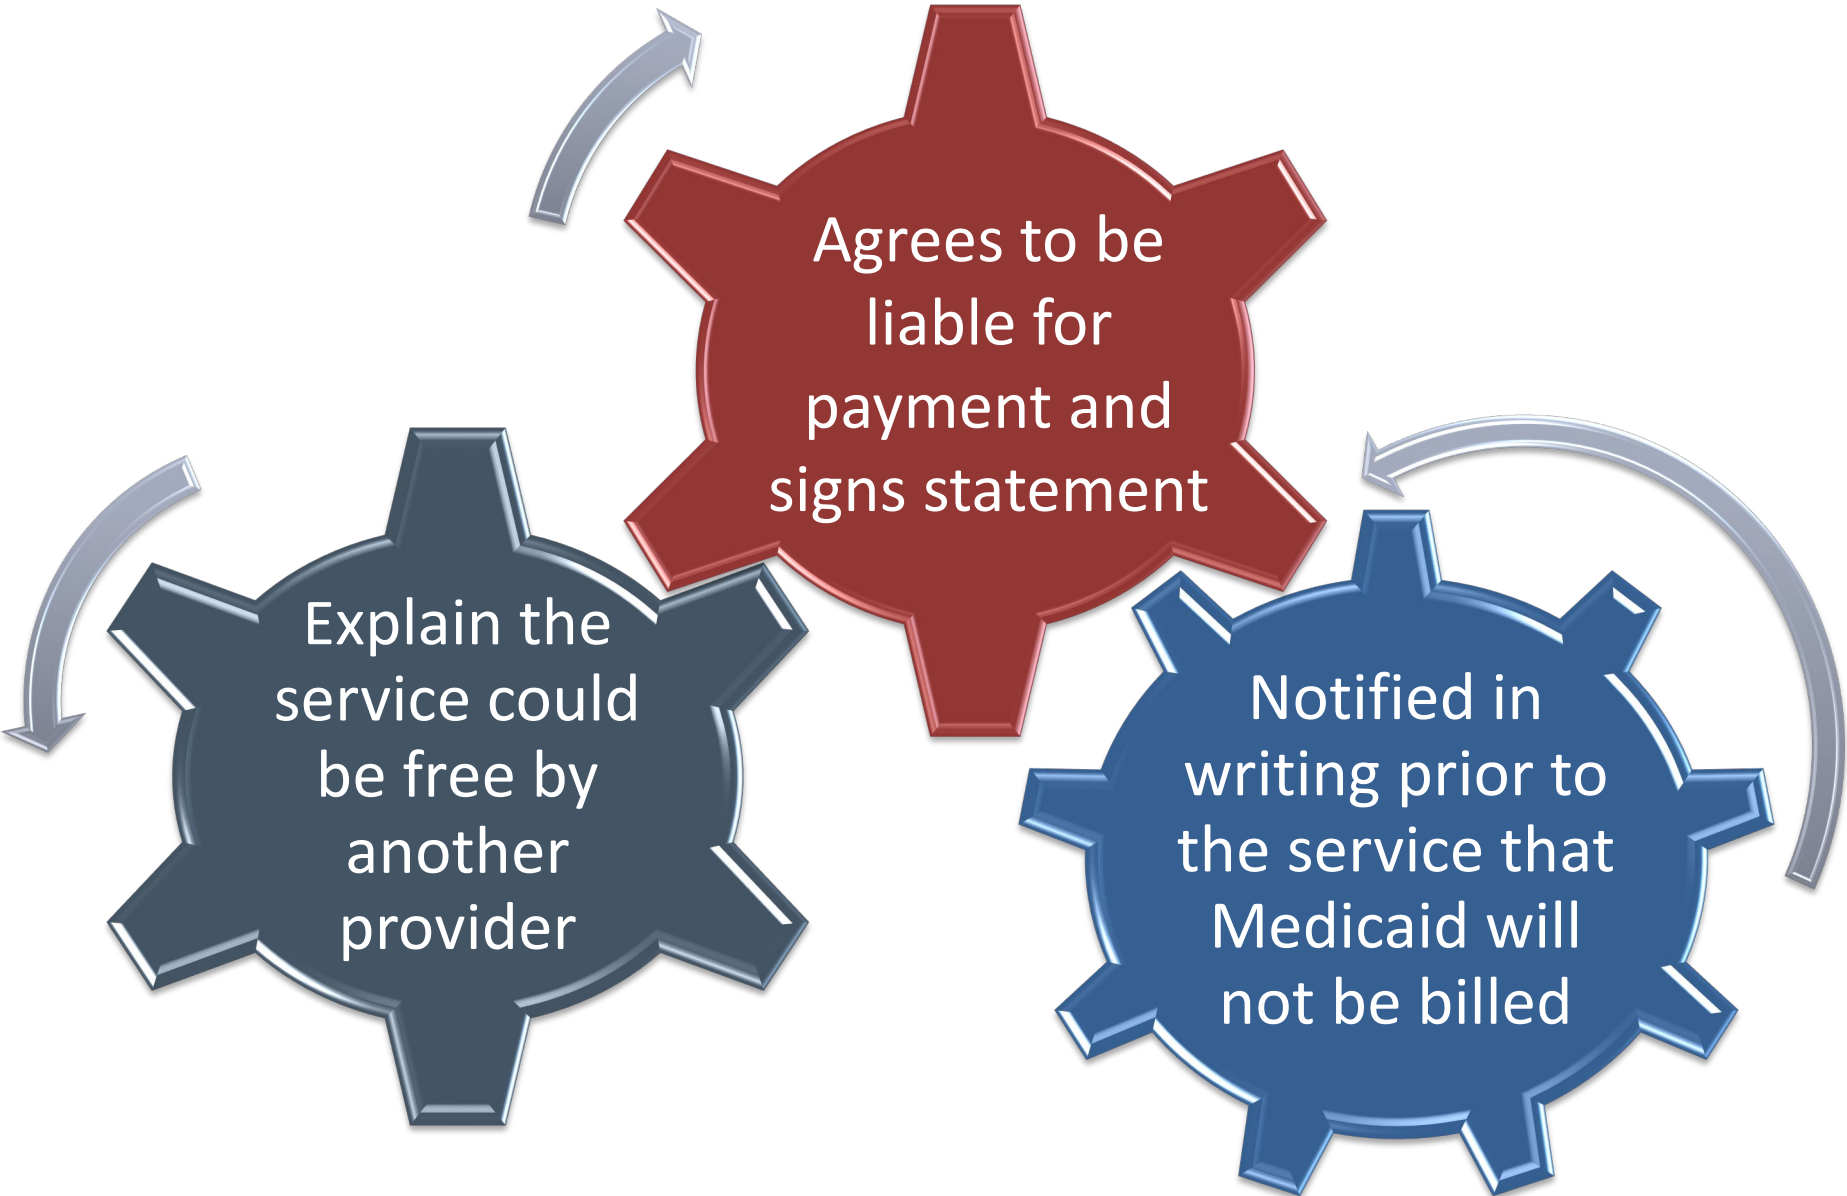 Agrees to be
liable for
payment and
signs statement
Explain the
service could
be free by
another
provider
Notified in
writing prior to
the service that
Medicaid will
not be billed